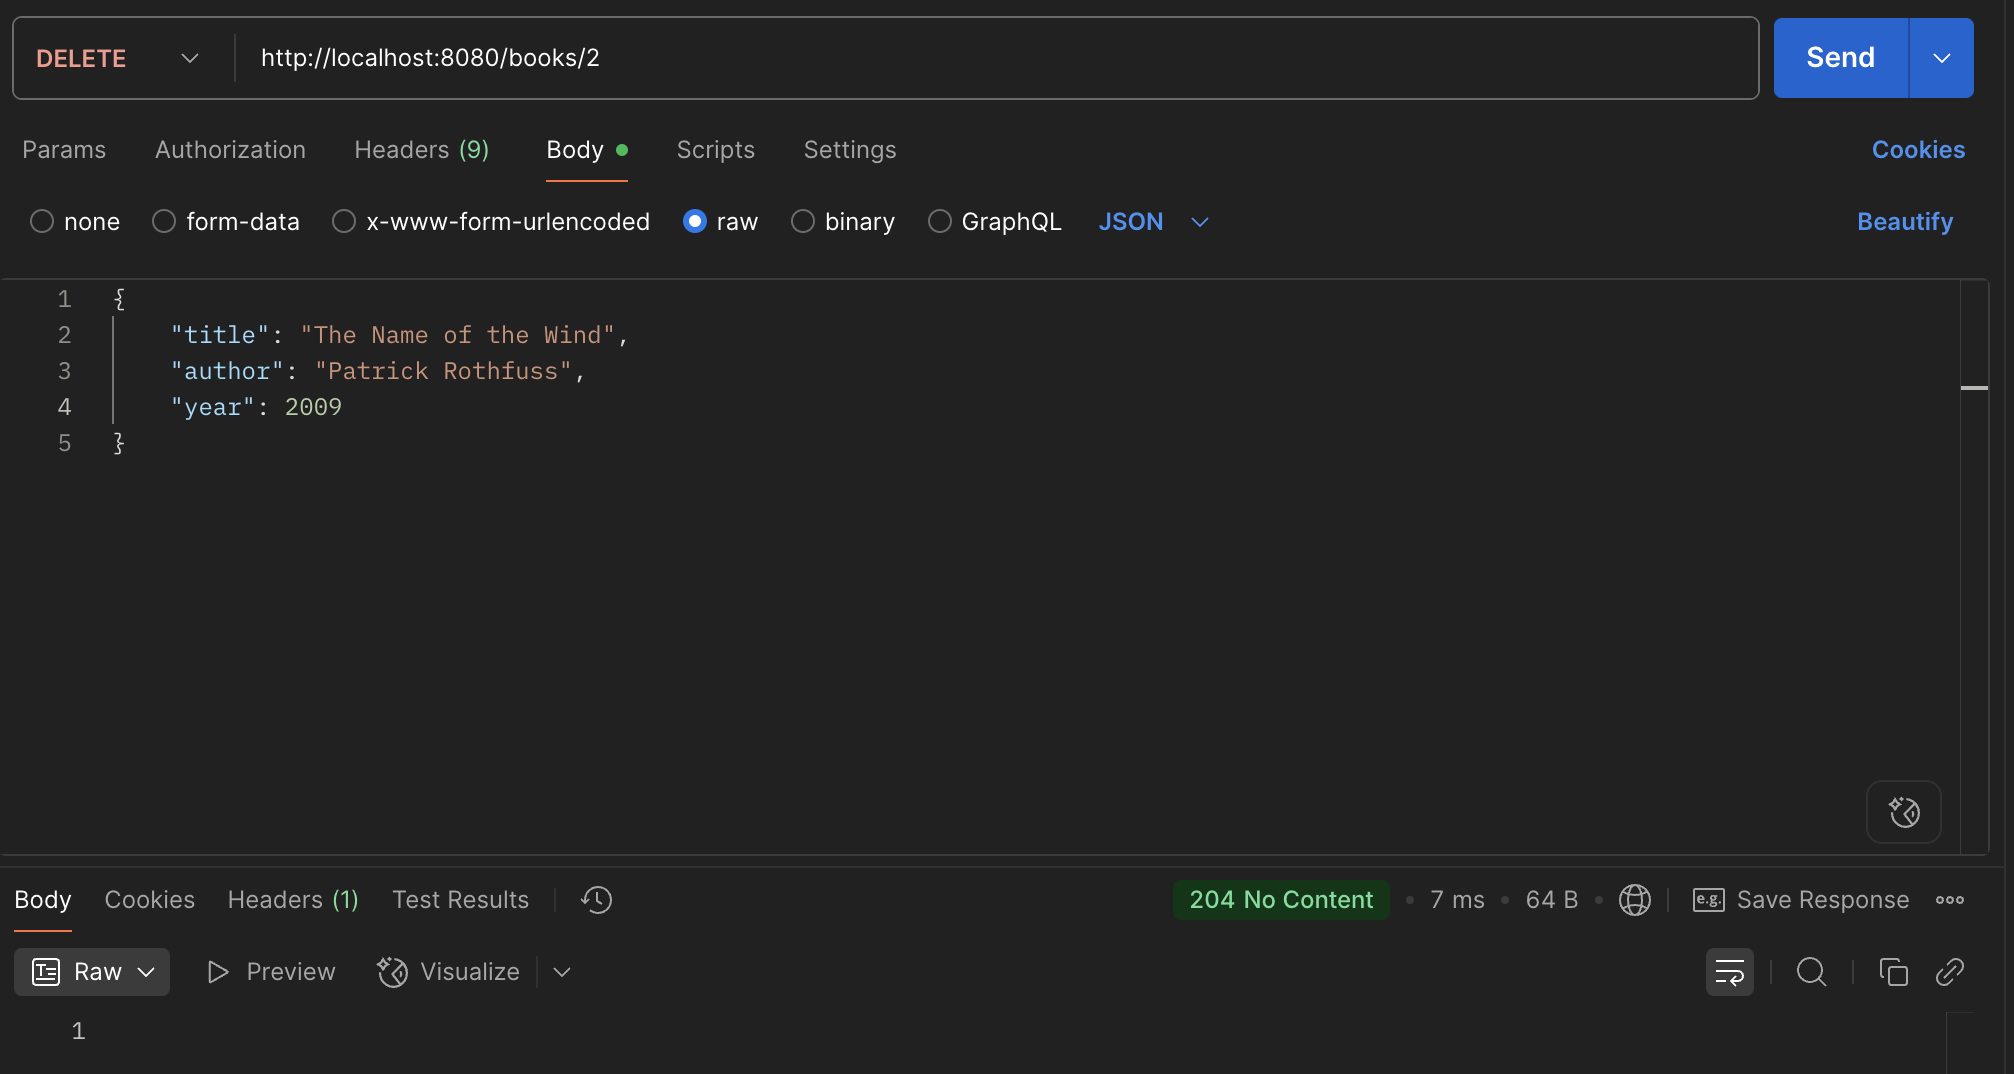 DELETE http://localhost:8080/books/2 Send
Params Authorization Headers (9) Body Scripts Settings Cookies
none form-data x-www-form-urlencoded raw binary GraphQL JSON Beautify
1 {
2 "title": "The Name of the Wind",
3 "author": "Patrick Rothfuss",
4 "year": 2009
5 }
Body Cookies Headers (1) Test Results 204 No Content • 7 ms • 64 B • e.g. Save Response
Raw Preview Visualize
1